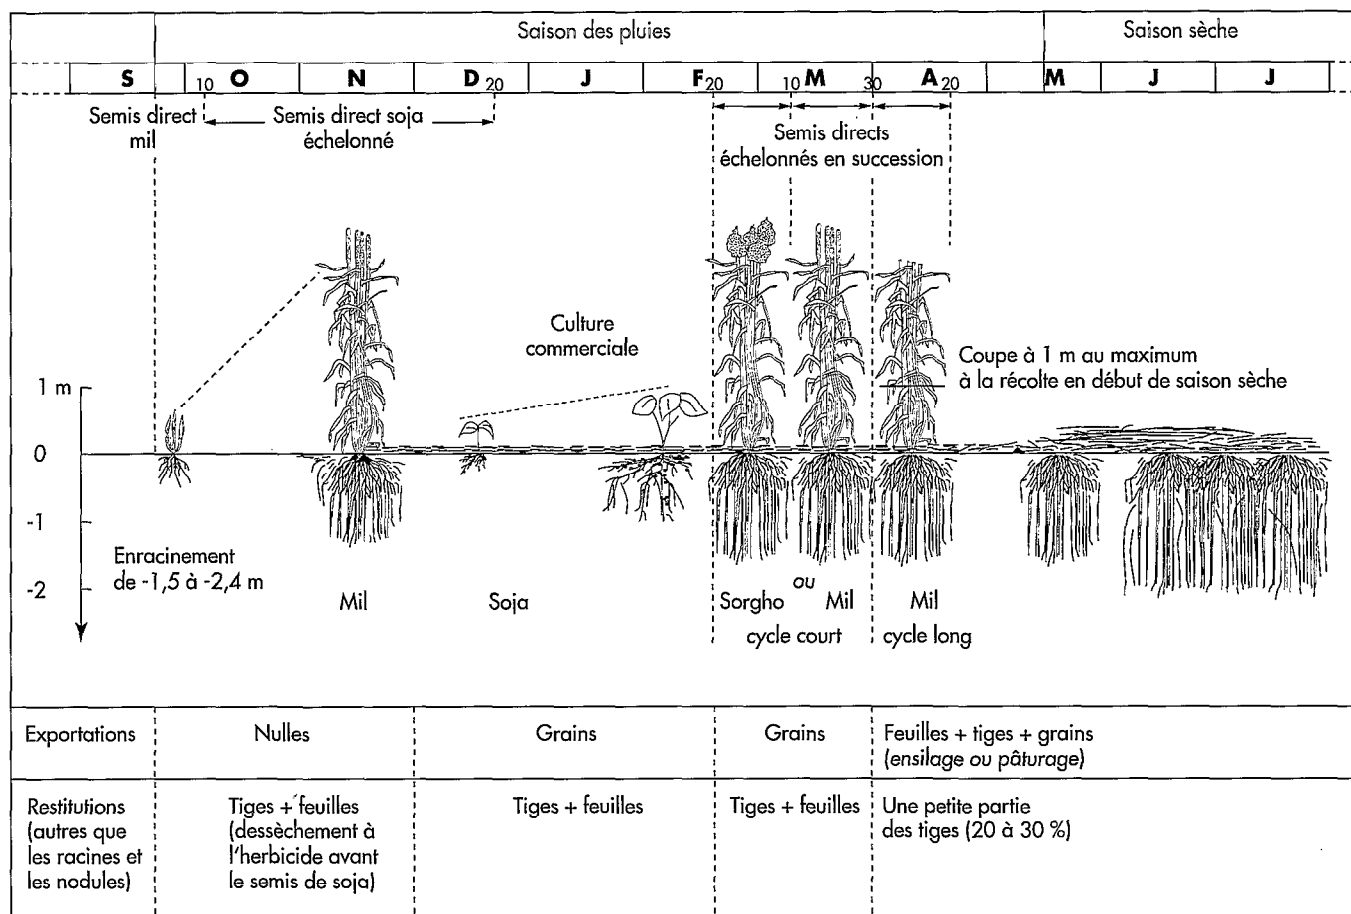 Saison des pluies
Saison sèche
S 10 O N D 20 J F 20 10 M 30 A 20 M J J
Semis direct
mil
Semis direct soja
échelonné
Semis directs
échelonnés en succession
Culture
commerciale
Coupe à 1 m au maximum
à la récolte en début de saison sèche
1 m
0
-1
-2
Enracinement
de -1,5 à -2,4 m
Mil
Soja
Sorgho ou Mil
cycle court
Mil
cycle long
Exportations
Nulles
Grains
Grains
Feuilles + tiges + grains
(ensilage ou pâturage)
Restitutions
(autres que
les racines et
les nodules)
Tiges + feuilles
(dessèchement à
l'herbicide avant
le semis de soja)
Tiges + feuilles
Tiges + feuilles
Une petite partie
des tiges (20 à 30 %)